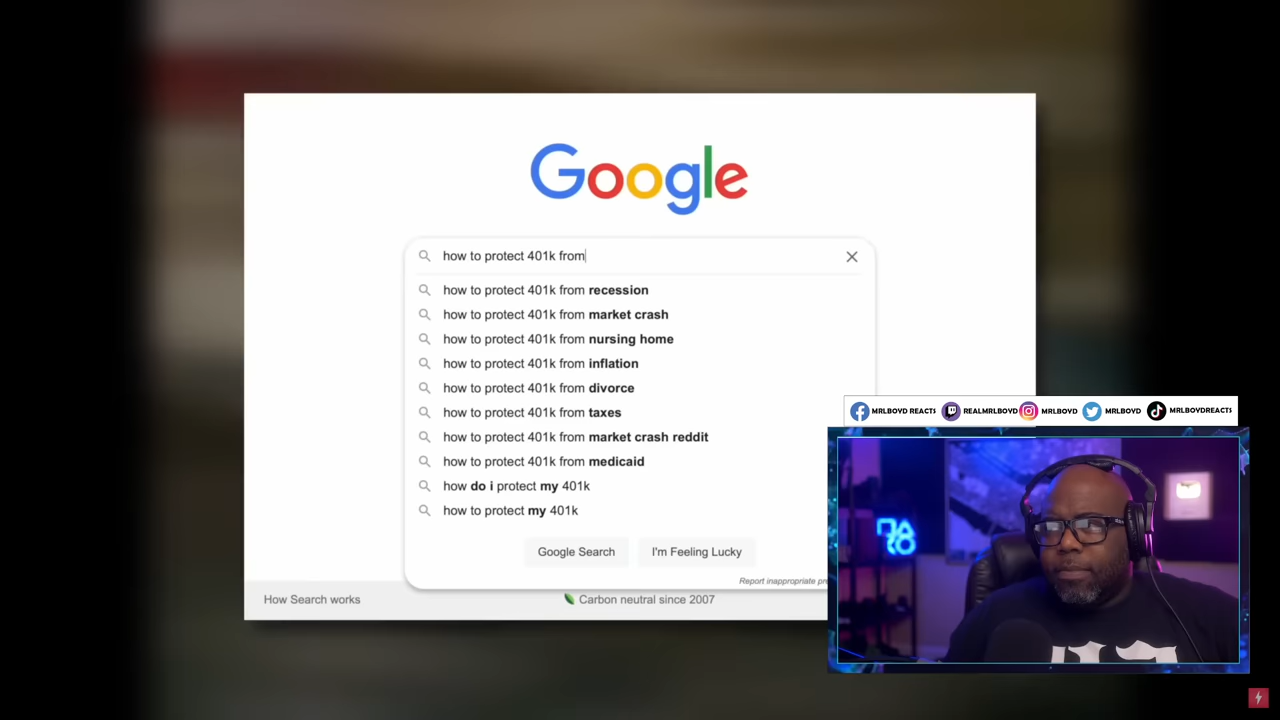 Google
how to protect 401k from
how to protect 401k from recession
how to protect 401k from market crash
how to protect 401k from nursing home
how to protect 401k from inflation
how to protect 401k from divorce
how to protect 401k from taxes
how to protect 401k from market crash reddit
how to protect 401k from medicaid
how do i protect my 401k
how to protect my 401k
Google Search
I'm Feeling Lucky
Report inappropriate pre
How Search works
Carbon neutral since 2007
MRLBOYD REACTS
REALMRLBOYD
MRLBOYD
MRLBOYD
MRLBOYDREACTS